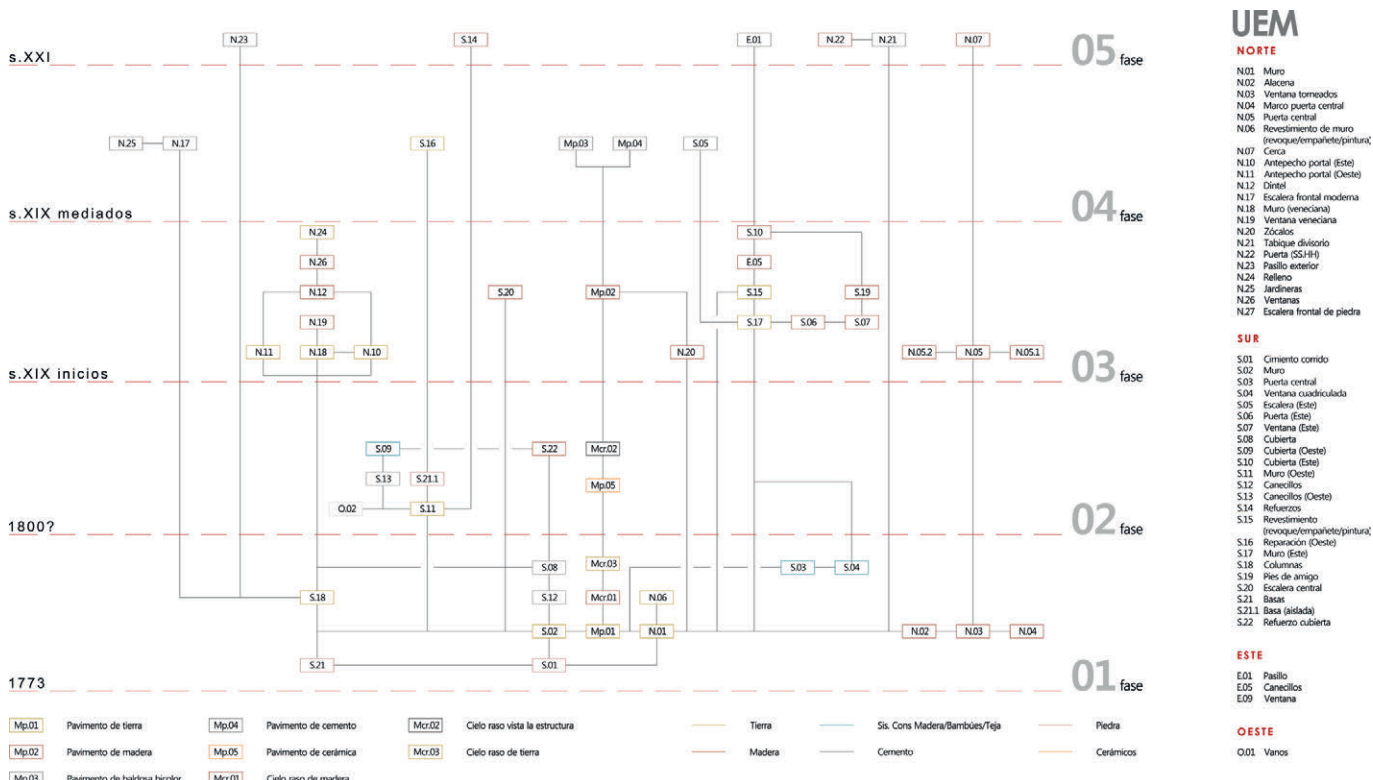 N.23
S.14
E.01
N.22
N.21
N.07
s.XXI
05 fase
N.25
N.17
S.16
Mp.03
Mp.04
S.05
s.XIX mediados
04 fase
N.24
S.10
N.26
E.05
N.12
S.20
Mp.02
S.15
S.19
N.19
S.17
S.06
S.07
N.11
N.18
N.10
N.20
N.05.2
N.05
N.05.1
s.XIX inicios
03 fase
S.09
S.22
Mcr.02
S.13
S.21.1
Mp.05
O.02
S.11
1800?
02 fase
S.08
Mcr.03
S.03
S.04
S.18
S.12
Mcr.01
N.06
S.02
Mp.01
N.01
N.02
N.03
N.04
S.21
S.01
1773
01 fase
Mp.01 Pavimento de tierra
Mp.04 Pavimento de cemento
Mcr.02 Cielo raso vista la estructura
Tierra
Sis. Cons Madera/Bambúes/Teja
Piedra
Mp.02 Pavimento de madera
Mp.05 Pavimento de cerámica
Mcr.03 Cielo raso de tierra
Madera
Cemento
Cerámicos
Mp.03 Pavimento de baldosa bicolor
Mcr.01 Cielo raso de madera
UEM
NORTE
N.01 Muro
N.02 Alacena
N.03 Ventana torneados
N.04 Marco puerta central
N.05 Puerta central
N.06 Revestimiento de muro
(revoque/empañete/pintura)
N.07 Cerca
N.10 Antepecho portal (Este)
N.11 Antepecho portal (Oeste)
N.12 Dintel
N.17 Escalera frontal moderna
N.18 Muro (veneciana)
N.19 Ventana veneciana
N.20 Zócalos
N.21 Tabique divisorio
N.22 Puerta (SS.HH)
N.23 Pasillo exterior
N.24 Relleno
N.25 Jardineras
N.26 Ventanas
N.27 Escalera frontal de piedra
SUR
S.01 Cimiento corrido
S.02 Muro
S.03 Puerta central
S.04 Ventana cuadriculada
S.05 Escalera (Este)
S.06 Puerta (Este)
S.07 Ventana (Este)
S.08 Cubierta
S.09 Cubierta (Oeste)
S.10 Cubierta (Este)
S.11 Muro (Oeste)
S.12 Canecillos
S.13 Canecillos (Oeste)
S.14 Refuerzos
S.15 Revestimiento
(revoque/empañete/pintura)
S.16 Reparación (Oeste)
S.17 Muro (Este)
S.18 Columnas
S.19 Pies de amigo
S.20 Escalera central
S.21 Basas
S.21.1 Basa (aislada)
S.22 Refuerzo cubierta
ESTE
E.01 Pasillo
E.05 Canecillos
E.09 Ventana
OESTE
O.01 Vanos